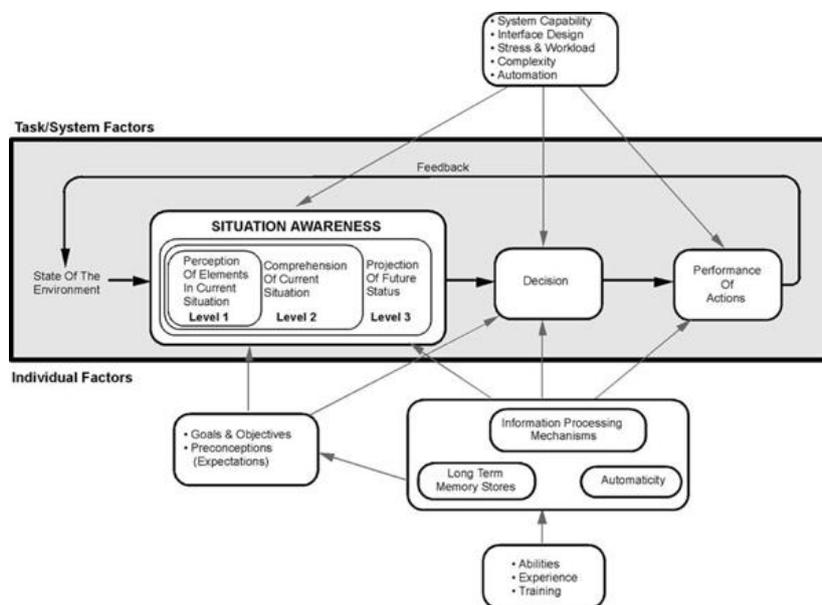 • System Capability
• Interface Design
• Stress & Workload
• Complexity
• Automation
Task/System Factors
Feedback
SITUATION AWARENESS
State Of The
Environment
Perception
Of Elements
In Current
Situation
Level 1
Comprehension
Of Current
Situation
Level 2
Projection
Of Future
Status
Level 3
Decision
Performance
Of
Actions
Individual Factors
• Goals & Objectives
• Preconceptions
(Expectations)
Information Processing
Mechanisms
Long Term
Memory Stores
Automaticity
• Abilities
• Experience
• Training